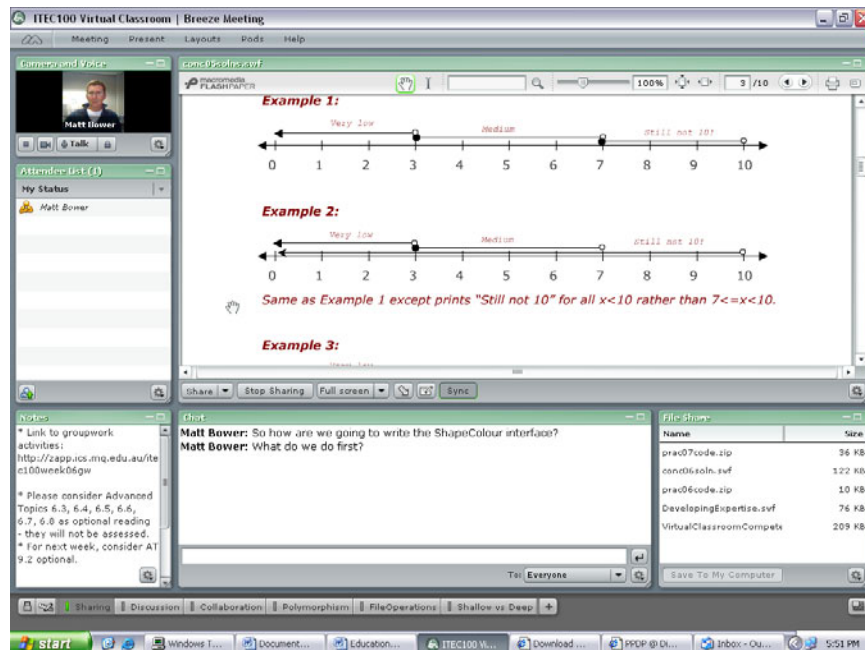 ITEC100 Virtual Classroom | Breeze Meeting
Meeting Present Layouts Pods Help
Camera and Voice
Matt Bower
Talk
Attendee List (1)
My Status
Matt Bower
conc06solns.swf
macromedia
FLASHPAPER
100%
3 /10
Example 1:
Very low Medium Still not 10!
0 1 2 3 4 5 6 7 8 9 10
Example 2:
Very low Medium Still not 10!
0 1 2 3 4 5 6 7 8 9 10
Same as Example 1 except prints "Still not 10" for all x<10 rather than 7<=x<10.
Example 3:
Share Stop Sharing Full screen Sync
Notes
* Link to groupwork
activities:
http://zapp.ics.mq.edu.au/ite
c100week06gw
* Please consider Advanced
Topics 6.3, 6.4, 6.5, 6.6,
6.7, 6.8 as optional reading
- they will not be assessed.
* For next week, consider AT
9.2 optional.
Chat
Matt Bower: So how are we going to write the ShapeColour interface?
Matt Bower: What do we do first?
To: Everyone
File Share
Name Size
prac07code.zip 36 KB
conc06soln.swf 122 KB
prac06code.zip 10 KB
DevelopingExpertise.swf 76 KB
VirtualClassroomCompete 209 KB
Save To My Computer
Sharing Discussion Collaboration Polymorphism FileOperations Shallow vs Deep
start Windows T... Document... Education... ITEC100 Vi... Download ... PPDP @ Di... Inbox - Ou... 5:51 PM